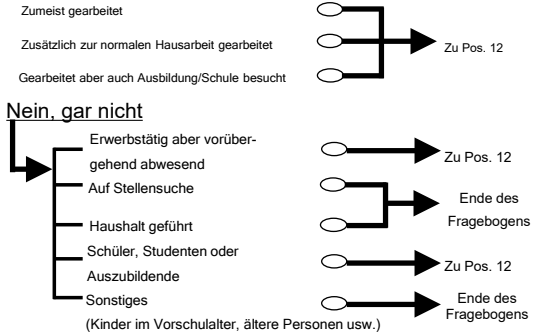 Zumeist gearbeitet
Zusätzlich zur normalen Hausarbeit gearbeitet
Zu Pos. 12
Gearbeitet aber auch Ausbildung/Schule besucht
Nein, gar nicht
Erwerbstätig aber vorüber-
gehend abwesend
Zu Pos. 12
Auf Stellensuche
Haushalt geführt
Ende des
Fragebogens
Schüler, Studenten oder
Auszubildende
Zu Pos. 12
Sonstiges
(Kinder im Vorschulalter, ältere Personen usw.)
Ende des
Fragebogens